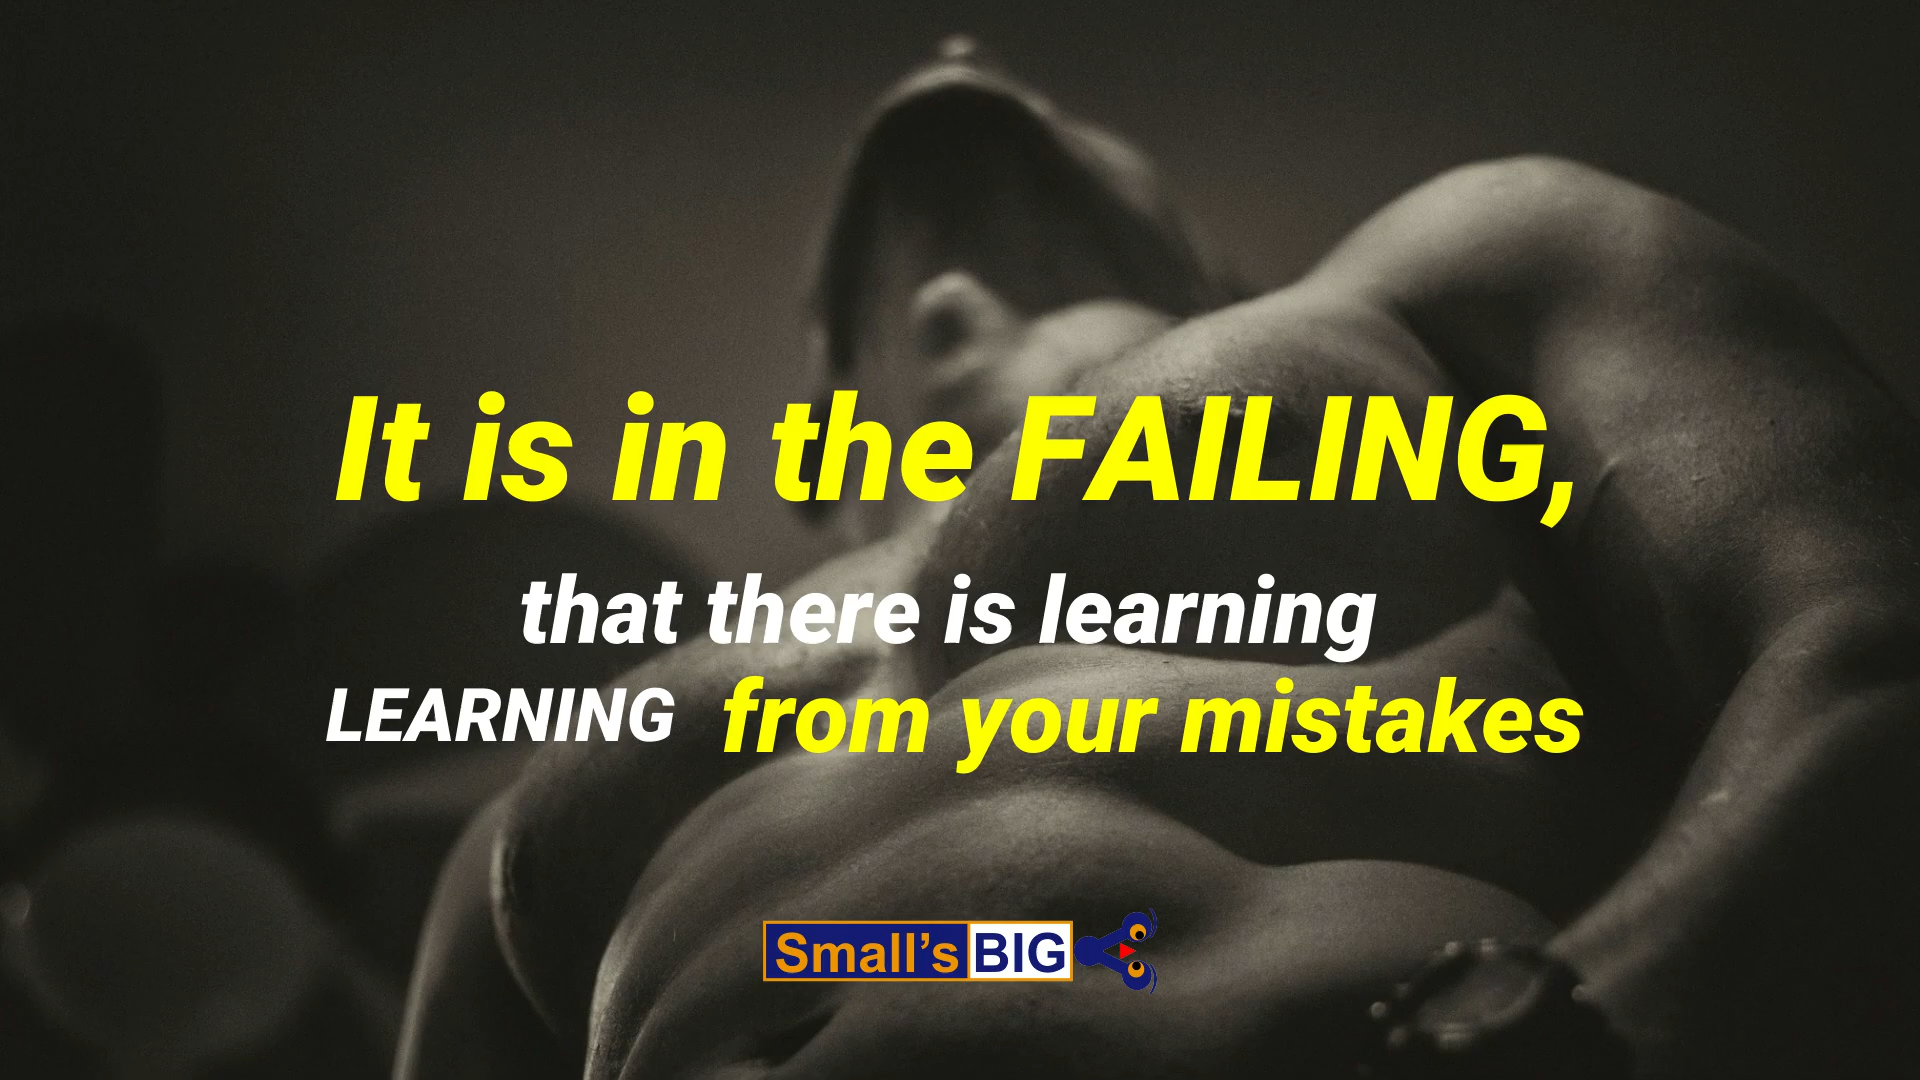 It is in the FAILING,
that there is learning
LEARNING from your mistakes
Small's BIG